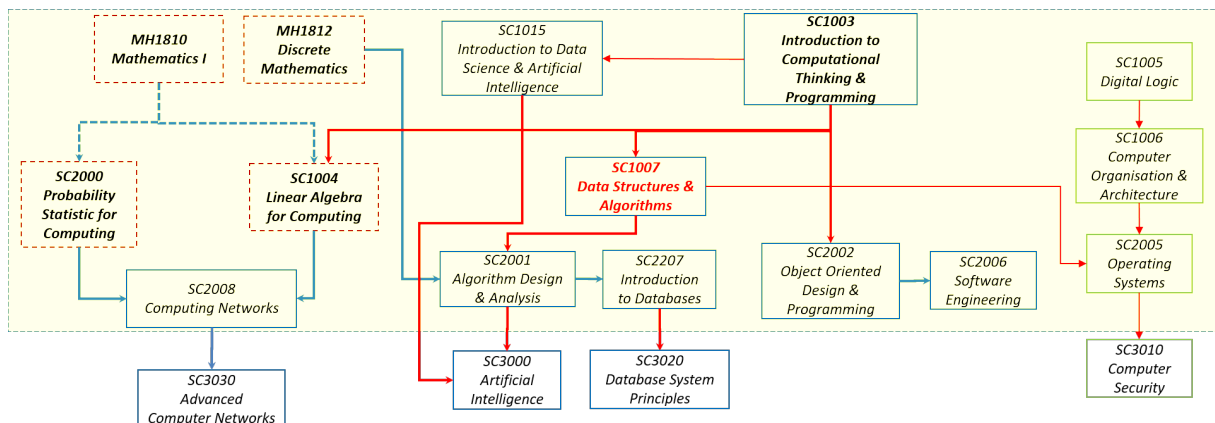 MH1810
Mathematics I
MH1812
Discrete
Mathematics
SC1015
Introduction to Data
Science & Artificial
Intelligence
SC1003
Introduction to
Computational
Thinking &
Programming
SC1005
Digital Logic
SC2000
Probability
Statistic for
Computing
SC1004
Linear Algebra
for Computing
SC1007
Data Structures &
Algorithms
SC1006
Computer
Organisation &
Architecture
SC2008
Computing Networks
SC2001
Algorithm Design
& Analysis
SC2207
Introduction
to Databases
SC2002
Object Oriented
Design &
Programming
SC2006
Software
Engineering
SC2005
Operating
Systems
SC3030
Advanced
Computer Networks
SC3000
Artificial
Intelligence
SC3020
Database System
Principles
SC3010
Computer
Security